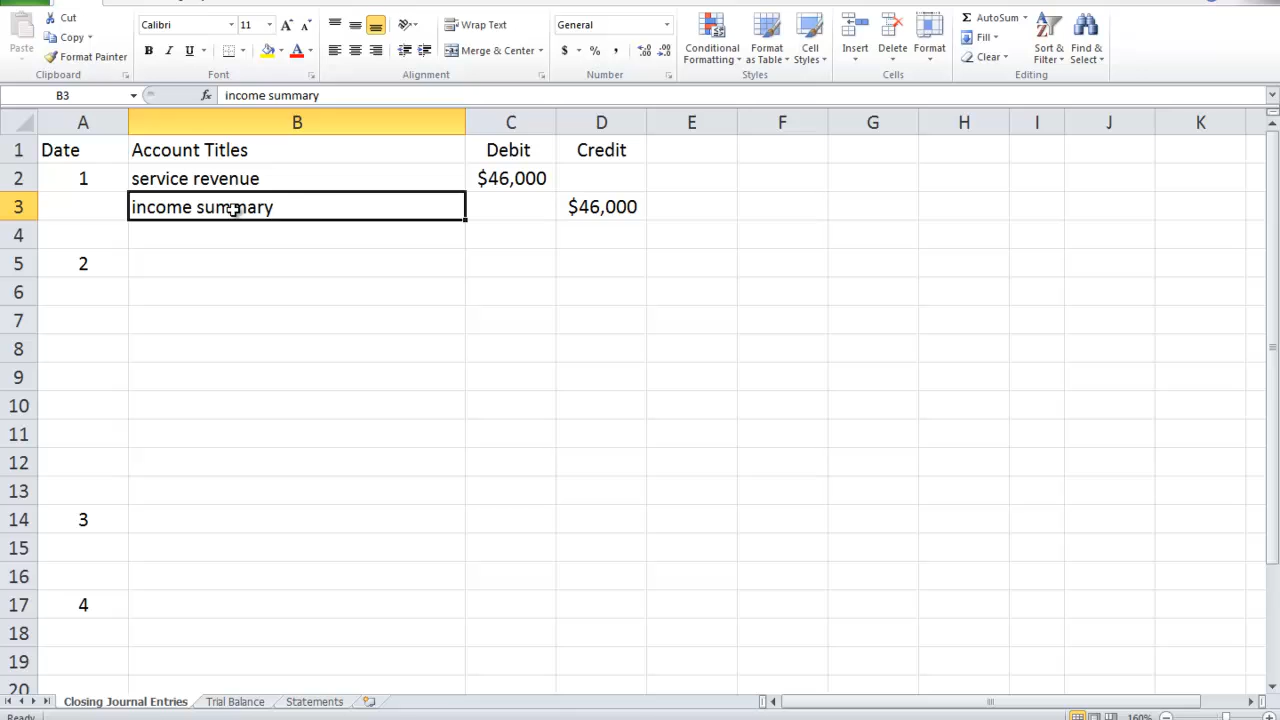 Cut
Copy
Format Painter
Paste
Clipboard
Calibri 11
B I U
Font
Wrap Text
Merge & Center
Alignment
General
$ % ,
Number
Conditional Formatting
Format as Table
Cell Styles
Styles
Insert Delete Format
Cells
Σ AutoSum
Fill
Clear
Sort & Filter
Find & Select
Editing
B3 fx income summary
A B C D E F G H I J K
1 Date Account Titles Debit Credit
2 1 service revenue $46,000
3 income summary $46,000
4
5 2
6
7
8
9
10
11
12
13
14 3
15
16
17 4
18
19
20
Closing Journal Entries Trial Balance Statements
Ready 160%